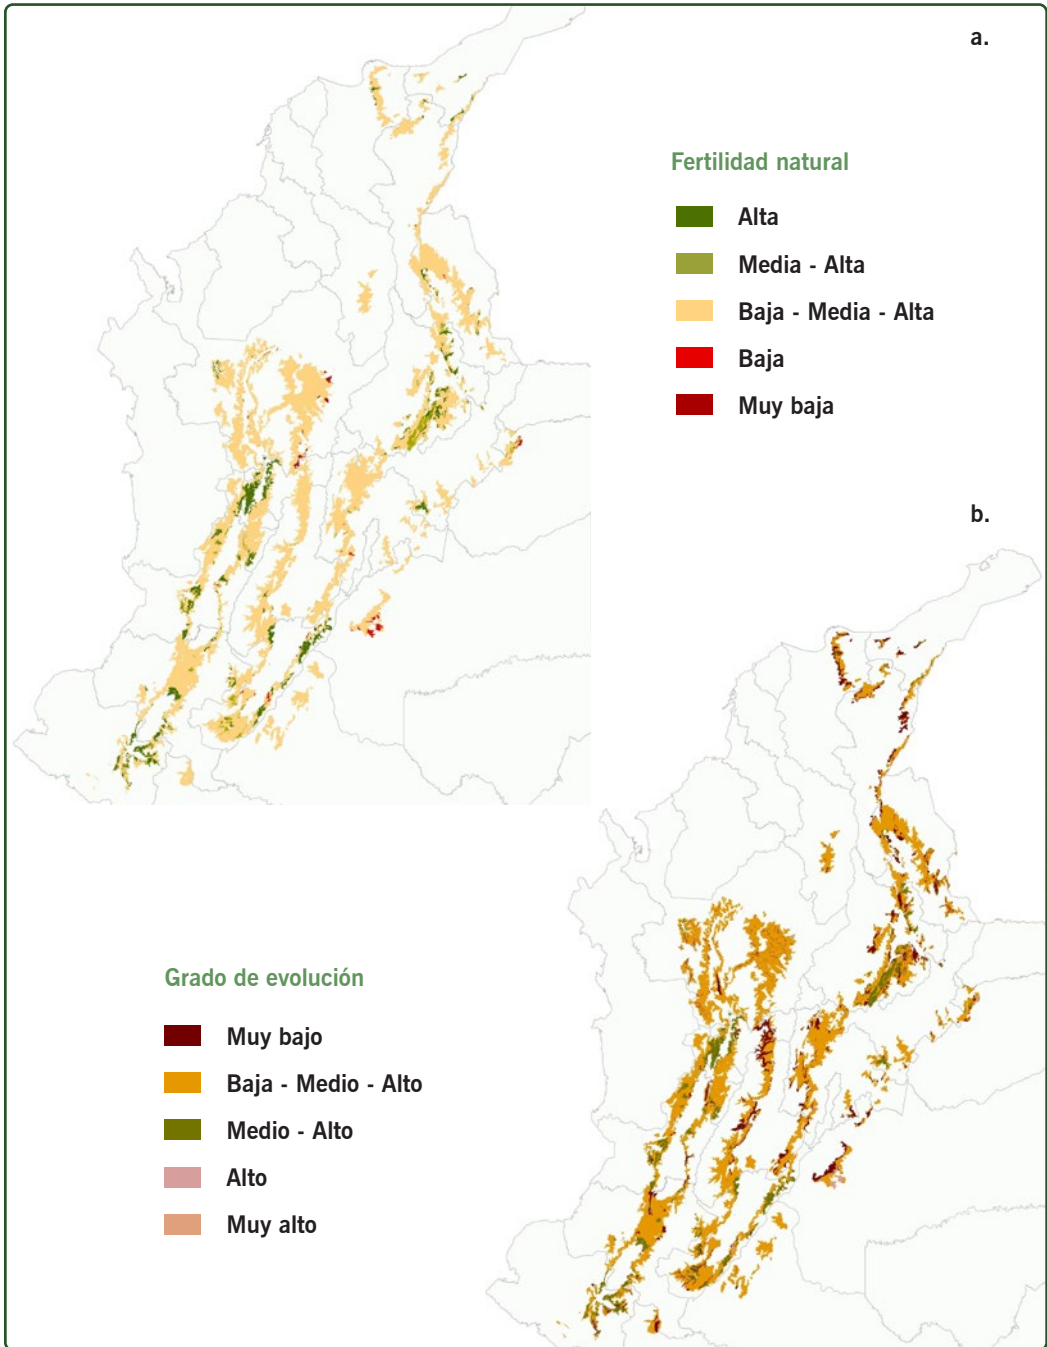 a.
Fertilidad natural
Alta
Media - Alta
Baja - Media - Alta
Baja
Muy baja
b.
Grado de evolución
Muy bajo
Baja - Medio - Alto
Medio - Alto
Alto
Muy alto